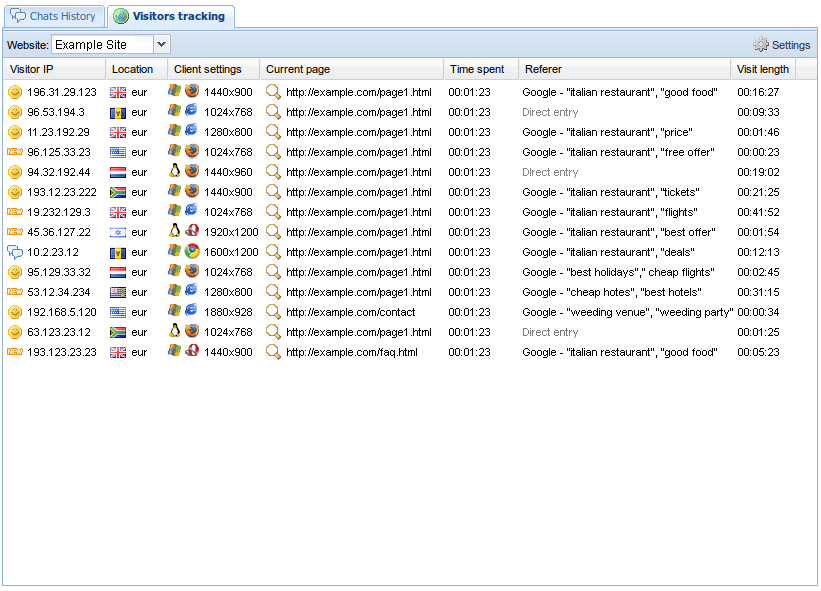 Chats History Visitors tracking
Website: Example Site Settings
Visitor IP Location Client settings Current page Time spent Referer Visit length
196.31.29.123 eur 1440x900 http://example.com/page1.html 00:01:23 Google - "italian restaurant", "good food" 00:16:27
96.53.194.3 eur 1024x768 http://example.com/page1.html 00:01:23 Direct entry 00:09:33
11.23.192.29 eur 1280x800 http://example.com/page1.html 00:01:23 Google - "italian restaurant", "price" 00:01:46
NEW 96.125.33.23 eur 1024x768 http://example.com/page1.html 00:01:23 Google - "italian restaurant", "free offer" 00:00:23
94.32.192.44 eur 1440x960 http://example.com/page1.html 00:01:23 Direct entry 00:19:02
193.12.23.222 eur 1440x900 http://example.com/page1.html 00:01:23 Google - "italian restaurant", "tickets" 00:21:25
NEW 19.232.129.3 eur 1024x768 http://example.com/page1.html 00:01:23 Google - "italian restaurant", "flights" 00:41:52
NEW 45.36.127.22 eur 1920x1200 http://example.com/page1.html 00:01:23 Google - "italian restaurant", "best offer" 00:01:54
10.2.23.12 eur 1600x1200 http://example.com/page1.html 00:01:23 Google - "italian restaurant", "deals" 00:12:13
95.129.33.32 eur 1024x768 http://example.com/page1.html 00:01:23 Google - "best holidays"," cheap flights" 00:02:45
NEW 53.12.34.234 eur 1280x800 http://example.com/page1.html 00:01:23 Google - "cheap hotes", "best hotels" 00:31:15
192.168.5.120 eur 1880x928 http://example.com/contact 00:01:23 Google - "weeding venue", "weeding party" 00:00:34
63.123.23.12 eur 1024x768 http://example.com/page1.html 00:01:23 Direct entry 00:01:25
NEW 193.123.23.23 eur 1440x900 http://example.com/faq.html 00:01:23 Google - "italian restaurant", "good food" 00:05:23